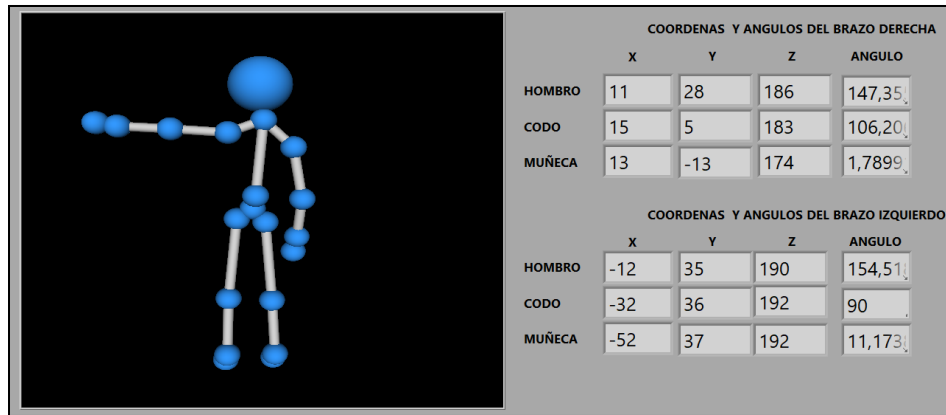 COORDENAS Y ANGULOS DEL BRAZO DERECHA
X Y Z ANGULO
HOMBRO 11 28 186 147,35
CODO 15 5 183 106,20
MUÑECA 13 -13 174 1,7899
COORDENAS Y ANGULOS DEL BRAZO IZQUIERDO
X Y Z ANGULO
HOMBRO -12 35 190 154,51
CODO -32 36 192 90
MUÑECA -52 37 192 11,173